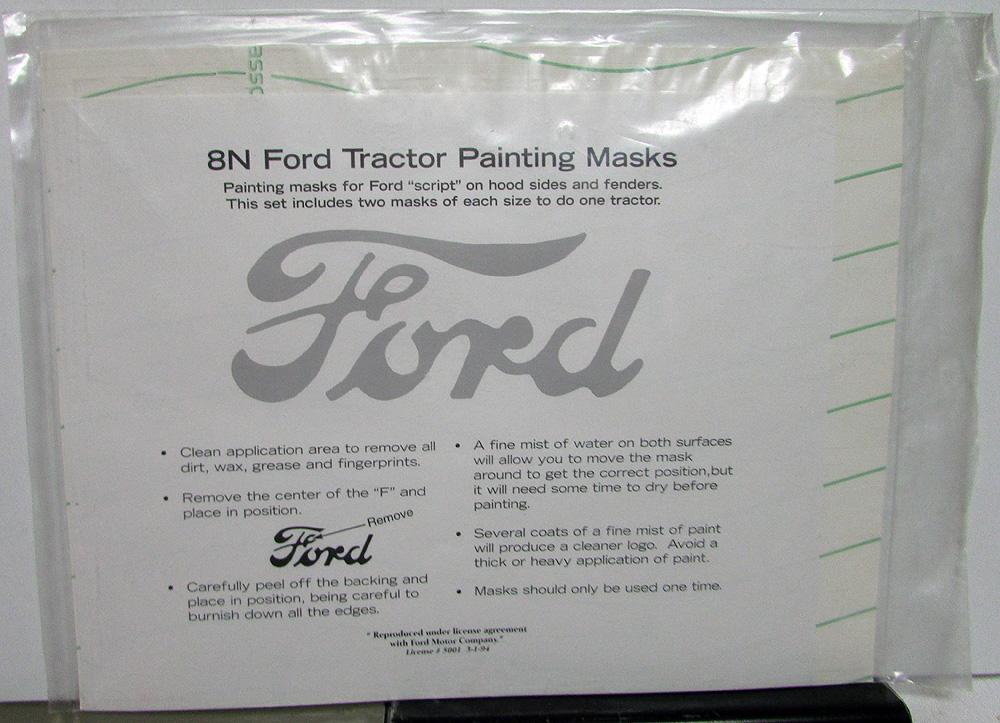 8N Ford Tractor Painting Masks
Painting masks for Ford “script” on hood sides and fenders.
This set includes two masks of each size to do one tractor.
Ford
• Clean application area to remove all
dirt, wax, grease and fingerprints.
• Remove the center of the “F” and
place in position.
Remove
Ford
• Carefully peel off the backing and
place in position, being careful to
burnish down all the edges.
• A fine mist of water on both surfaces
will allow you to move the mask
around to get the correct position,but
it will need some time to dry before
painting.
• Several coats of a fine mist of paint
will produce a cleaner logo. Avoid a
thick or heavy application of paint.
• Masks should only be used one time.
" Reproduced under license agreement
with Ford Motor Company."
License # 5001 3-1-94